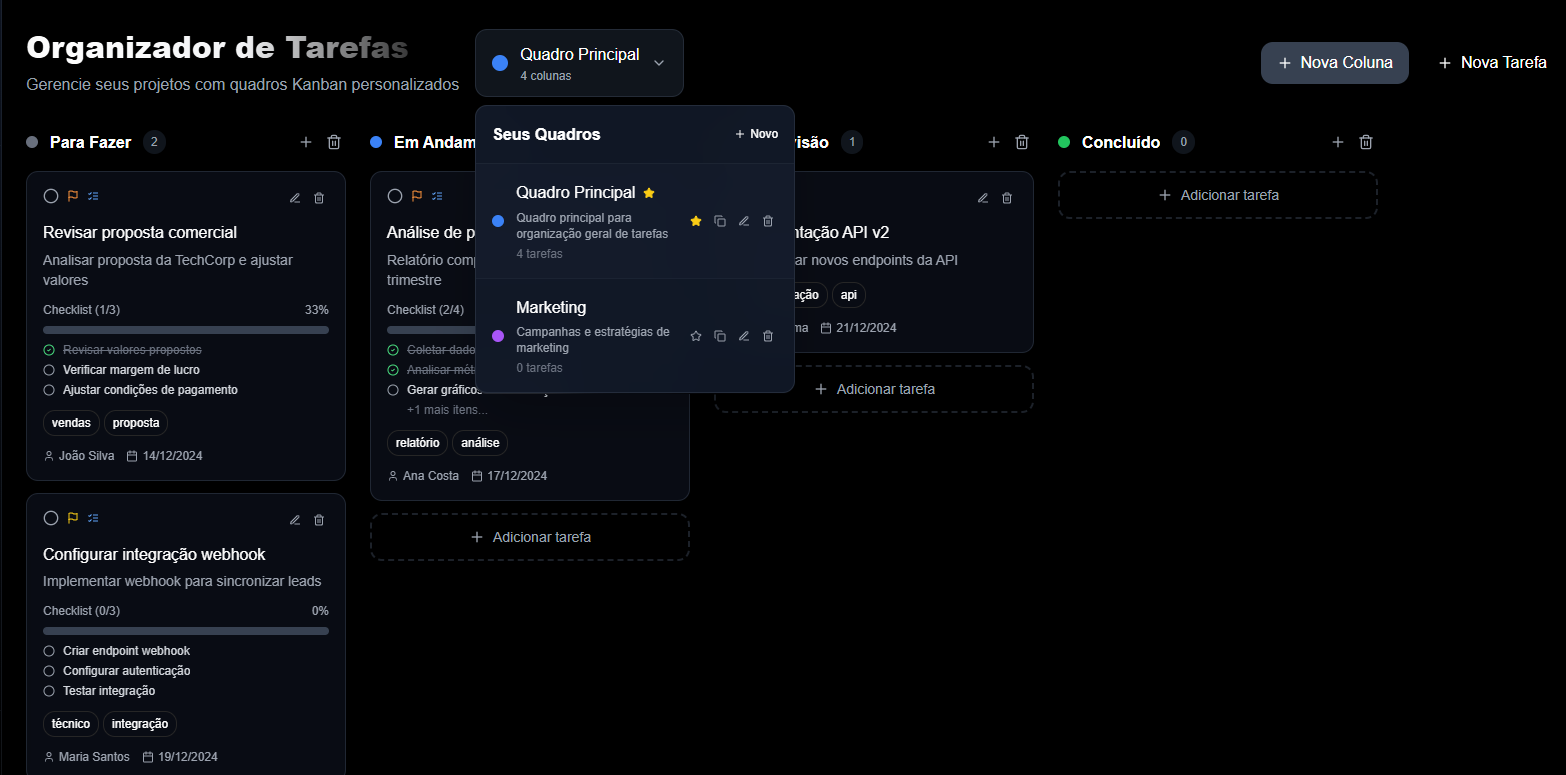 Organizador de Tarefas
Gerencie seus projetos com quadros Kanban personalizados
Quadro Principal
4 colunas
Nova Coluna
Nova Tarefa
Seus Quadros
Novo
Quadro Principal
Quadro principal para
organização geral de tarefas
4 tarefas
Marketing
Campanhas e estratégias de
marketing
0 tarefas
Para Fazer 2
Revisar proposta comercial
Analisar proposta da TechCorp e ajustar
valores
Checklist (1/3) 33%
Revisar valores propostos
Verificar margem de lucro
Ajustar condições de pagamento
vendas proposta
João Silva 14/12/2024
Configurar integração webhook
Implementar webhook para sincronizar leads
Checklist (0/3) 0%
Criar endpoint webhook
Configurar autenticação
Testar integração
técnico integração
Maria Santos 19/12/2024
Em Andam
Análise de p
Relatório comp
trimestre
Checklist (2/4)
Coletar dado
Analisar mét
Gerar gráficos
+1 mais itens...
relatório análise
Ana Costa 17/12/2024
Adicionar tarefa
visão 1
ntação API v2
ar novos endpoints da API
ação api
ma 21/12/2024
Adicionar tarefa
Concluído 0
Adicionar tarefa